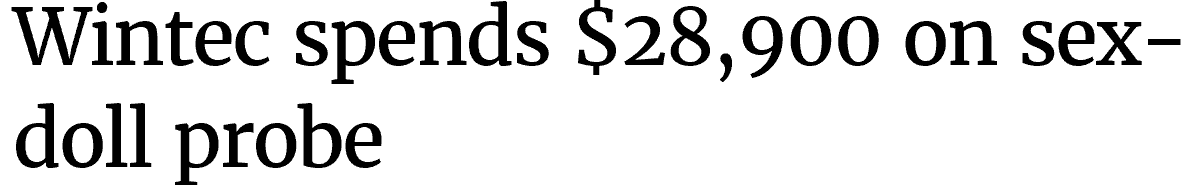 Wintec spends $28,900 on sex-
doll probe